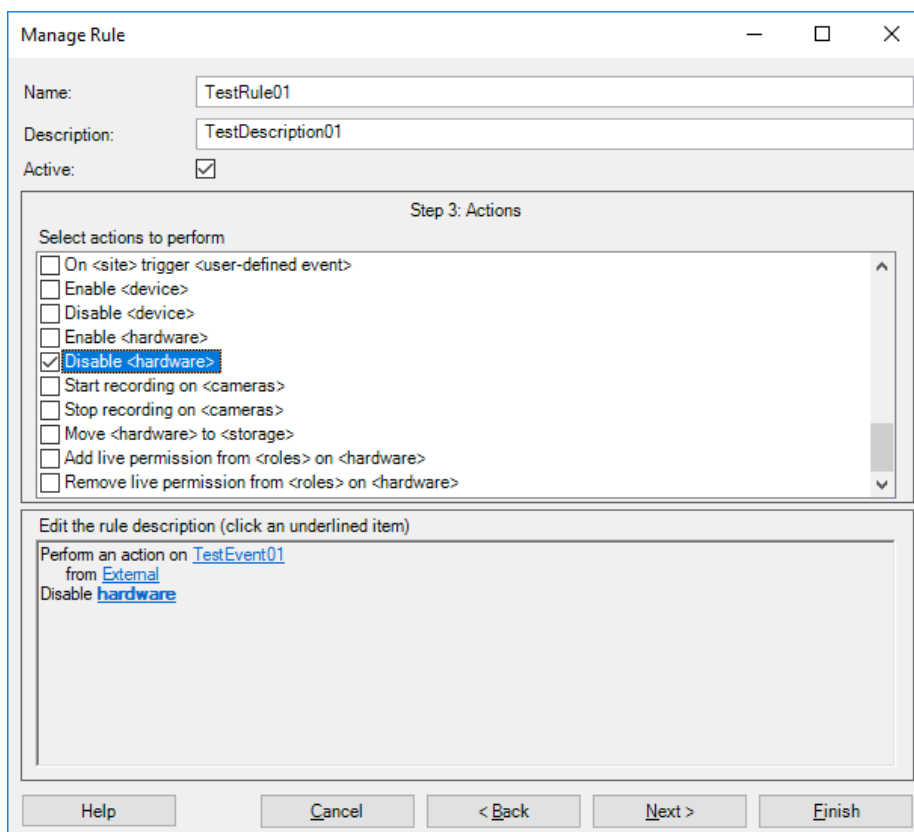 Manage Rule
Name: TestRule01
Description: TestDescription01
Active:
Step 3: Actions
Select actions to perform
On <site> trigger <user-defined event>
Enable <device>
Disable <device>
Enable <hardware>
Disable <hardware>
Start recording on <cameras>
Stop recording on <cameras>
Move <hardware> to <storage>
Add live permission from <roles> on <hardware>
Remove live permission from <roles> on <hardware>
Edit the rule description (click an underlined item)
Perform an action on TestEvent01
from External
Disable hardware
Help Cancel < Back Next > Finish